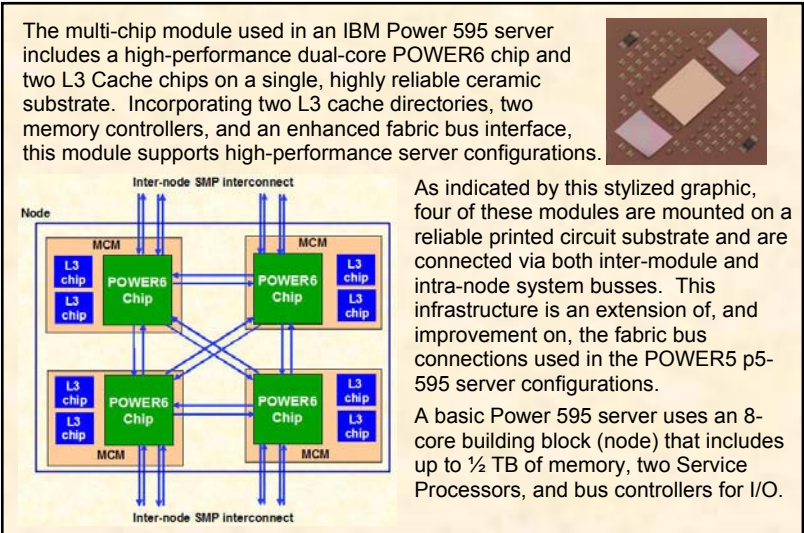 The multi-chip module used in an IBM Power 595 server
includes a high-performance dual-core POWER6 chip and
two L3 Cache chips on a single, highly reliable ceramic
substrate. Incorporating two L3 cache directories, two
memory controllers, and an enhanced fabric bus interface,
this module supports high-performance server configurations.
Inter-node SMP interconnect
Node
MCM
L3
chip
L3
chip
POWER6
Chip
MCM
POWER6
Chip
L3
chip
L3
chip
L3
chip
L3
chip
POWER6
Chip
MCM
POWER6
Chip
L3
chip
L3
chip
MCM
Inter-node SMP interconnect
As indicated by this stylized graphic,
four of these modules are mounted on a
reliable printed circuit substrate and are
connected via both inter-module and
intra-node system busses. This
infrastructure is an extension of, and
improvement on, the fabric bus
connections used in the POWER5 p5-
595 server configurations.
A basic Power 595 server uses an 8-
core building block (node) that includes
up to ½ TB of memory, two Service
Processors, and bus controllers for I/O.